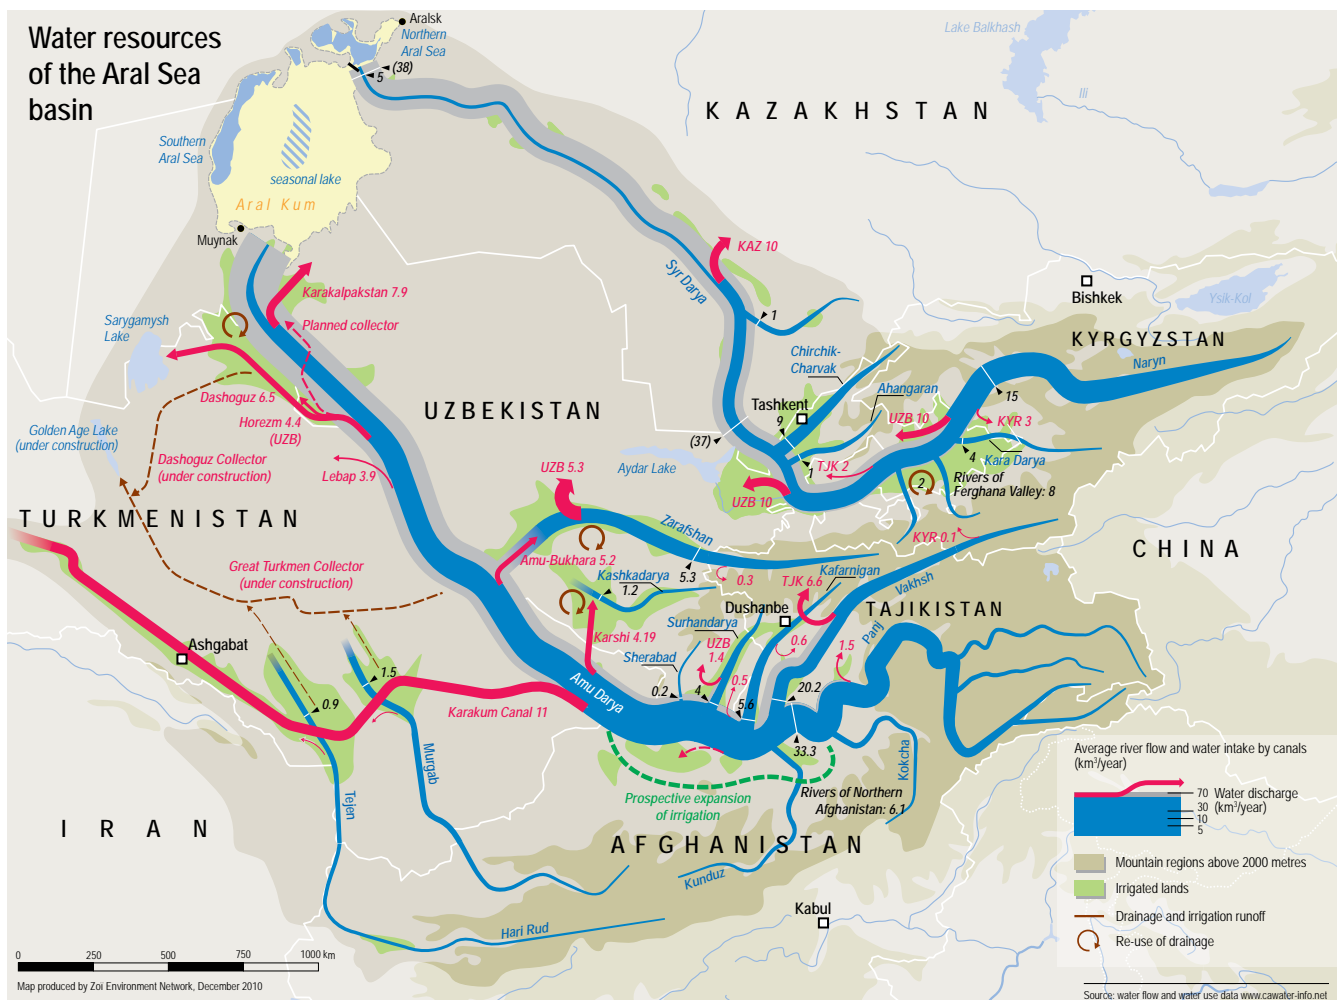 Water resources
of the Aral Sea
basin
Aralsk
Northern
Aral Sea
(38)
5
Lake Balkhash
Ili
KAZAKHSTAN
Southern
Aral Sea
seasonal lake
Aral Kum
Muynak
KAZ 10
Syr Darya
1
Bishkek
Ysik-Kol
Karakalpakstan 7.9
Planned collector
Sarygamysh
Lake
KYRGYZSTAN
Naryn
Chirchik-
Charvak
Ahangaran
15
Tashkent
9
UZB 10
KYR 3
Dashoguz 6.5
UZBEKISTAN
Horezm 4.4
(UZB)
Golden Age Lake
(under construction)
(37)
Kara Darya
4
Dashoguz Collector
(under construction)
Lebap 3.9
UZB 5.3
Aydar Lake
1
TJK 2
2
Rivers of
Ferghana Valley: 8
UZB 10
TURKMENISTAN
Zarafshan
KYR 0.1
CHINA
Amu-Bukhara 5.2
Great Turkmen Collector
(under construction)
Kashkadarya
1.2
5.3
0.3
TJK 6.6
Kafarnigan
Vakhsh
Dushanbe
TAJIKISTAN
Surhandarya
Panj
Ashgabat
Karshi 4.19
UZB
1.4
0.6
1.5
Sherabad
1.5
0.5
0.2
4
5.6
20.2
Amu Darya
0.9
Karakum Canal 11
33.3
Murgab
Kokcha
Tejen
Prospective expansion
of irrigation
Rivers of Northern
Afghanistan: 6.1
IRAN
AFGHANISTAN
Kunduz
Kabul
Hari Rud
Average river flow and water intake by canals
(km³/year)
70
30
10
5
Water discharge
(km³/year)
Mountain regions above 2000 metres
Irrigated lands
Drainage and irrigation runoff
Re-use of drainage
0 250 500 750 1000 km
Map produced by Zoï Environment Network, December 2010
Source: water flow and water use data www.cawater-info.net